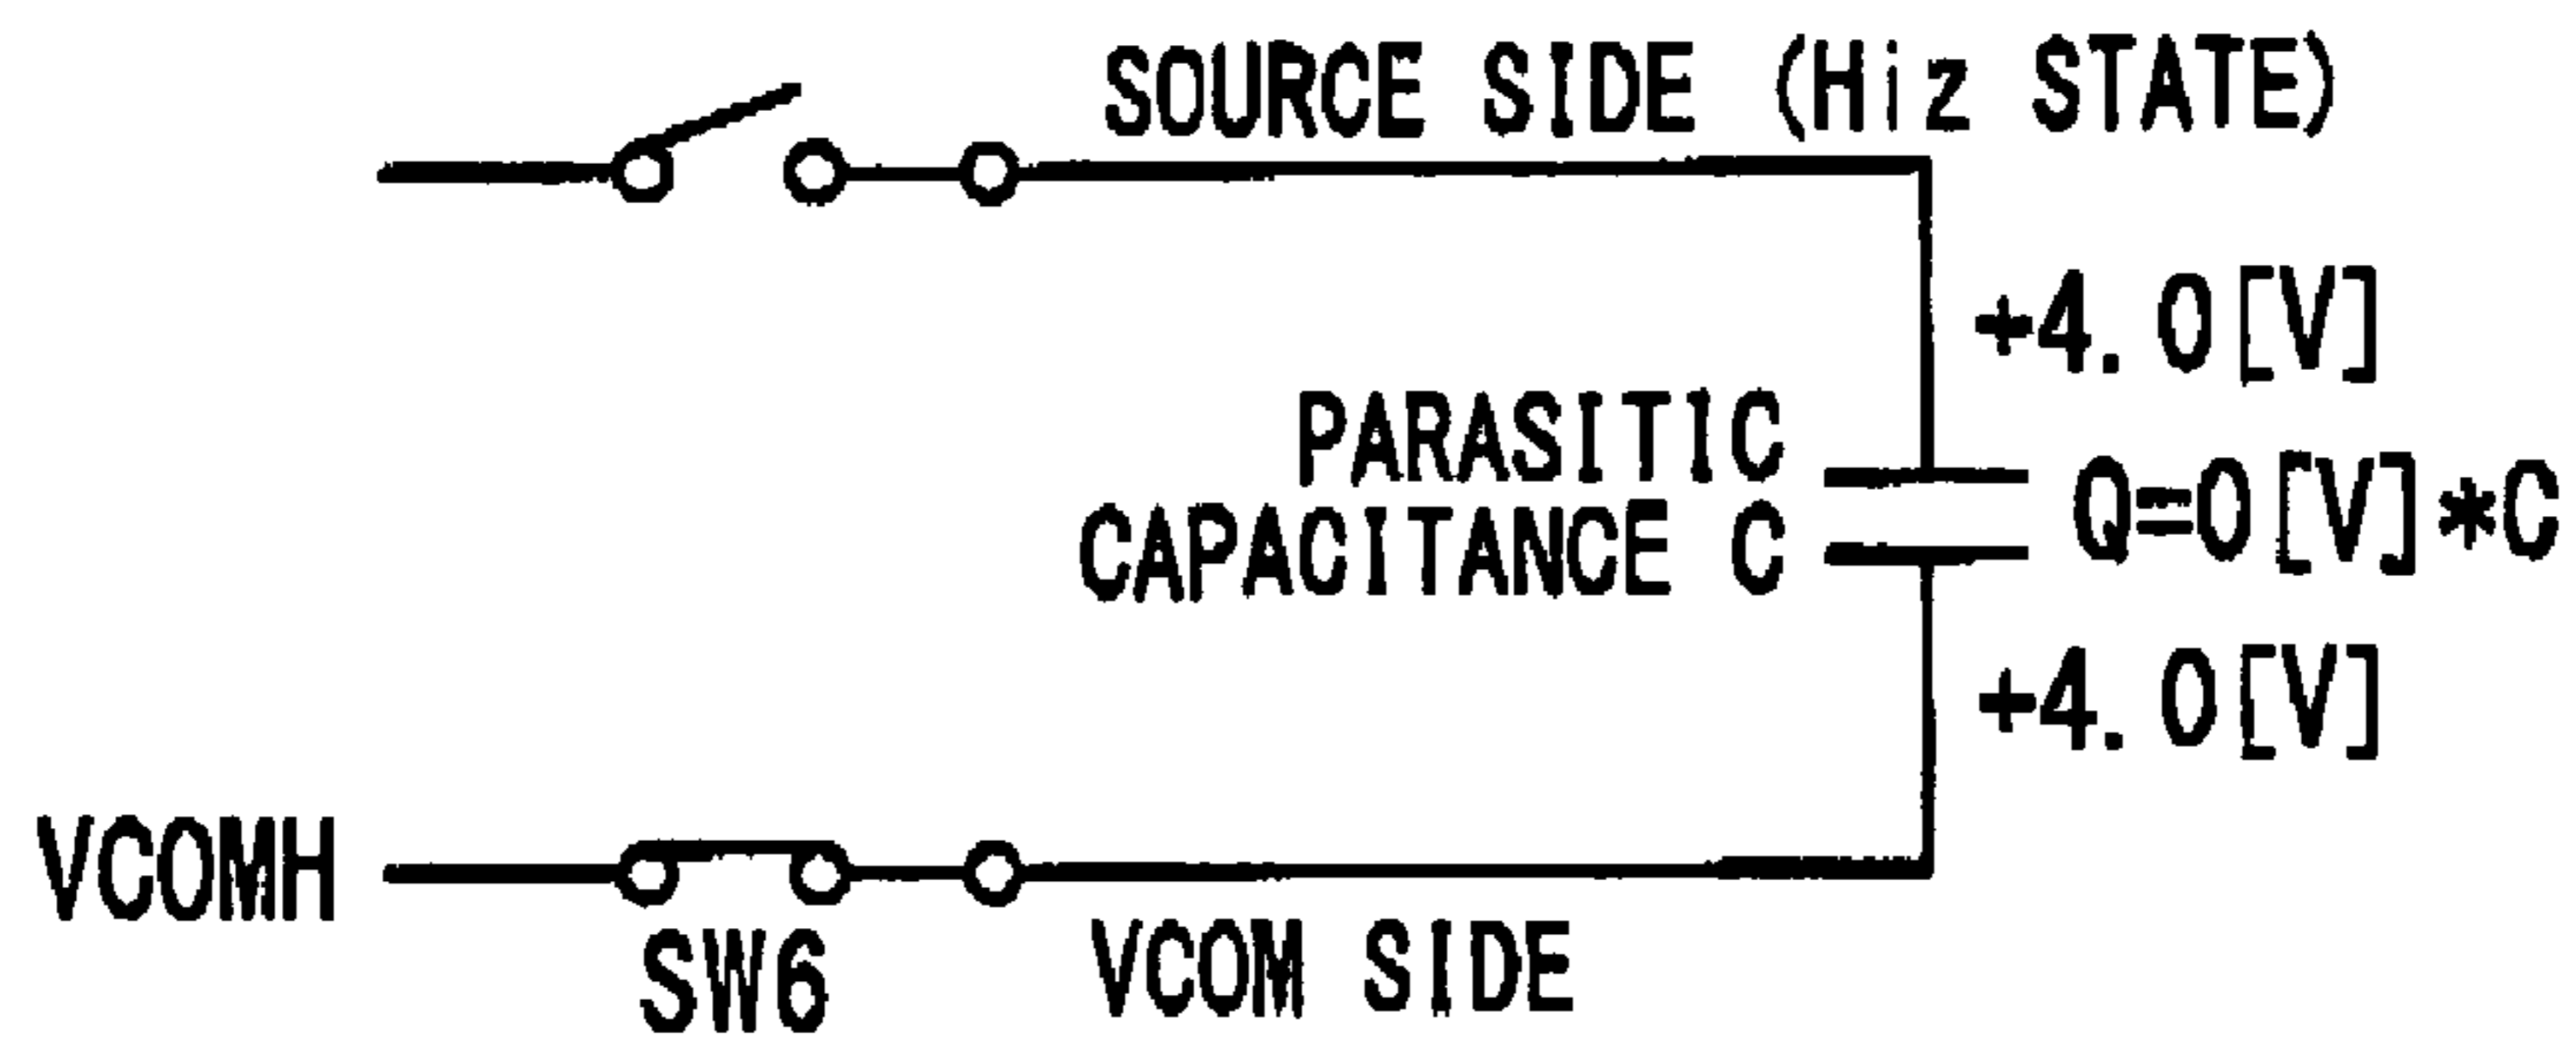 SOURCE SIDE (Hiz STATE)
+4.0[V]
PARASITIC
CAPACITANCE C
Q=0[V]*C
+4.0[V]
VCOMH
SW6
VCOM SIDE